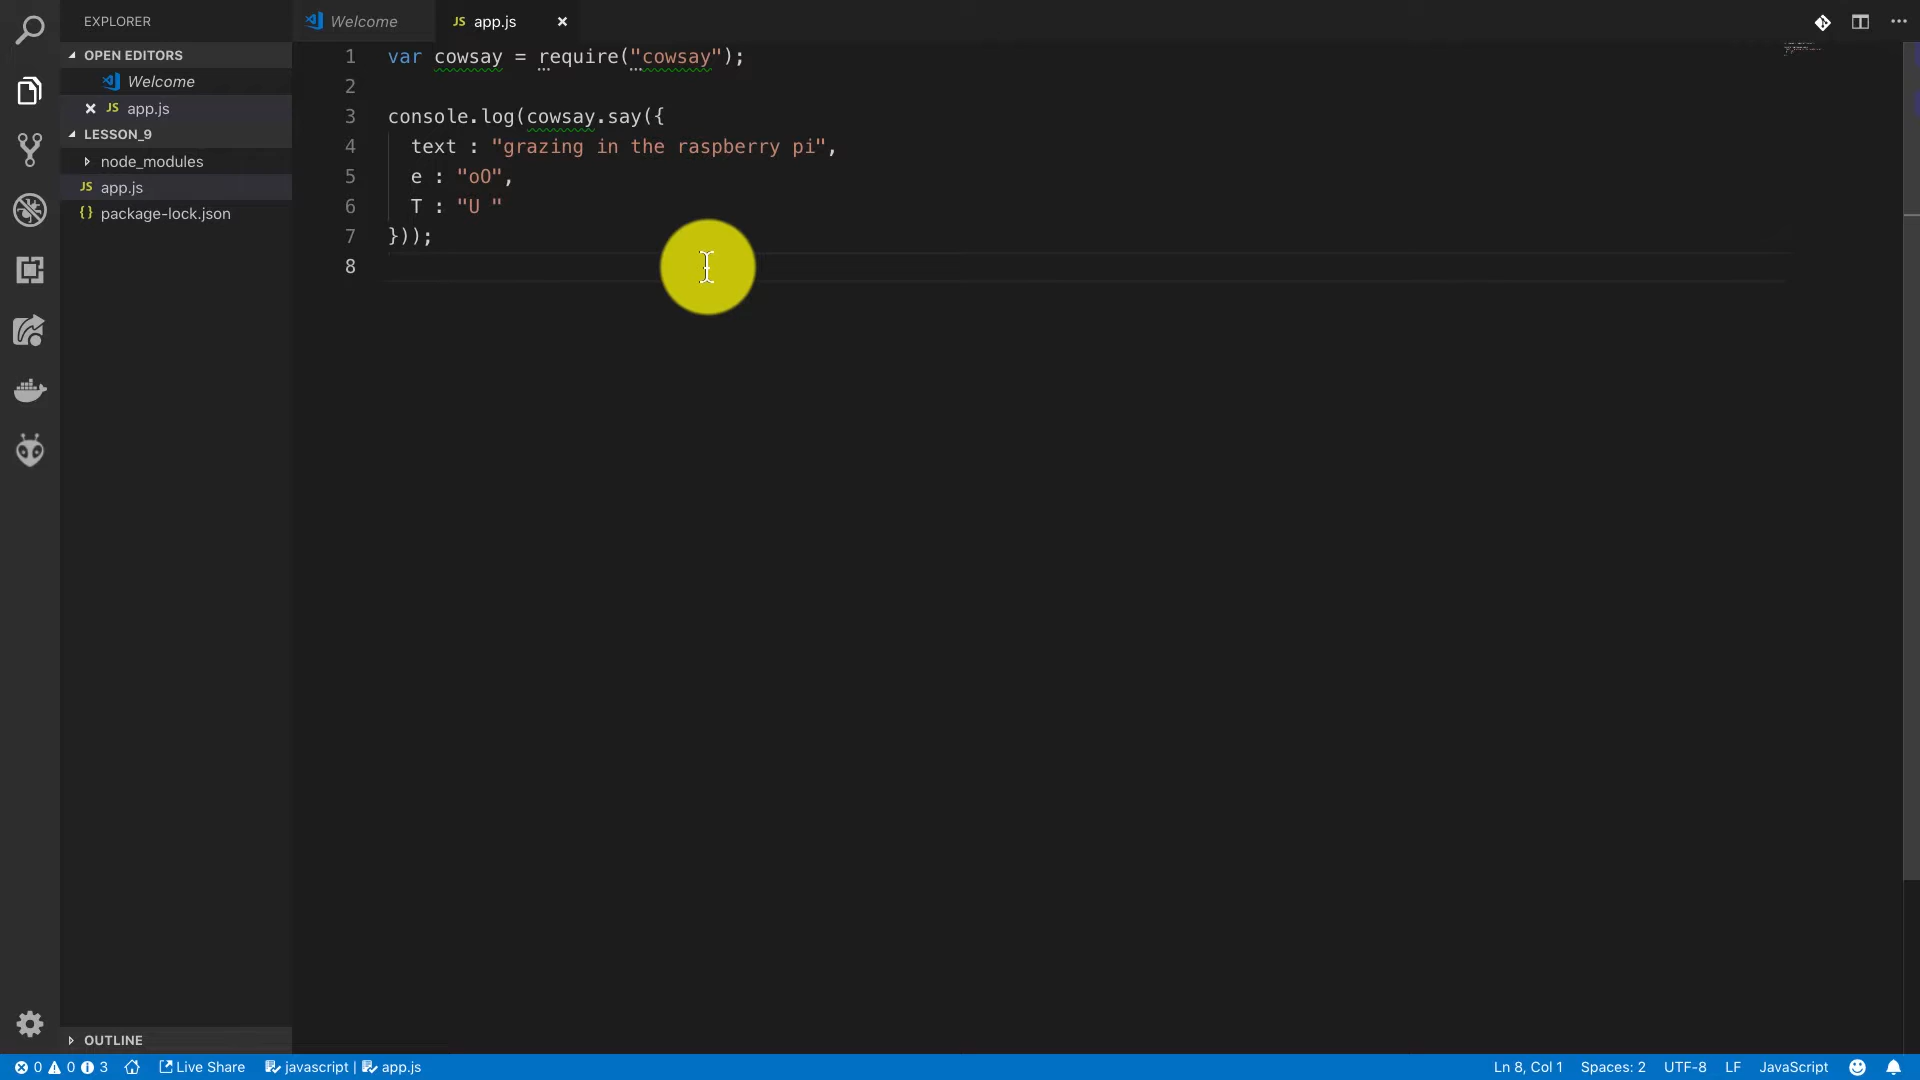 EXPLORER
OPEN EDITORS
Welcome
JS app.js
LESSON_9
node_modules
JS app.js
{} package-lock.json
OUTLINE
Welcome
JS app.js
1 var cowsay = require("cowsay");
2
3 console.log(cowsay.say({
4 text : "grazing in the raspberry pi",
5 e : "oO",
6 T : "U "
7 }));
8
0 0 3 Live Share javascript | app.js Ln 8, Col 1 Spaces: 2 UTF-8 LF JavaScript